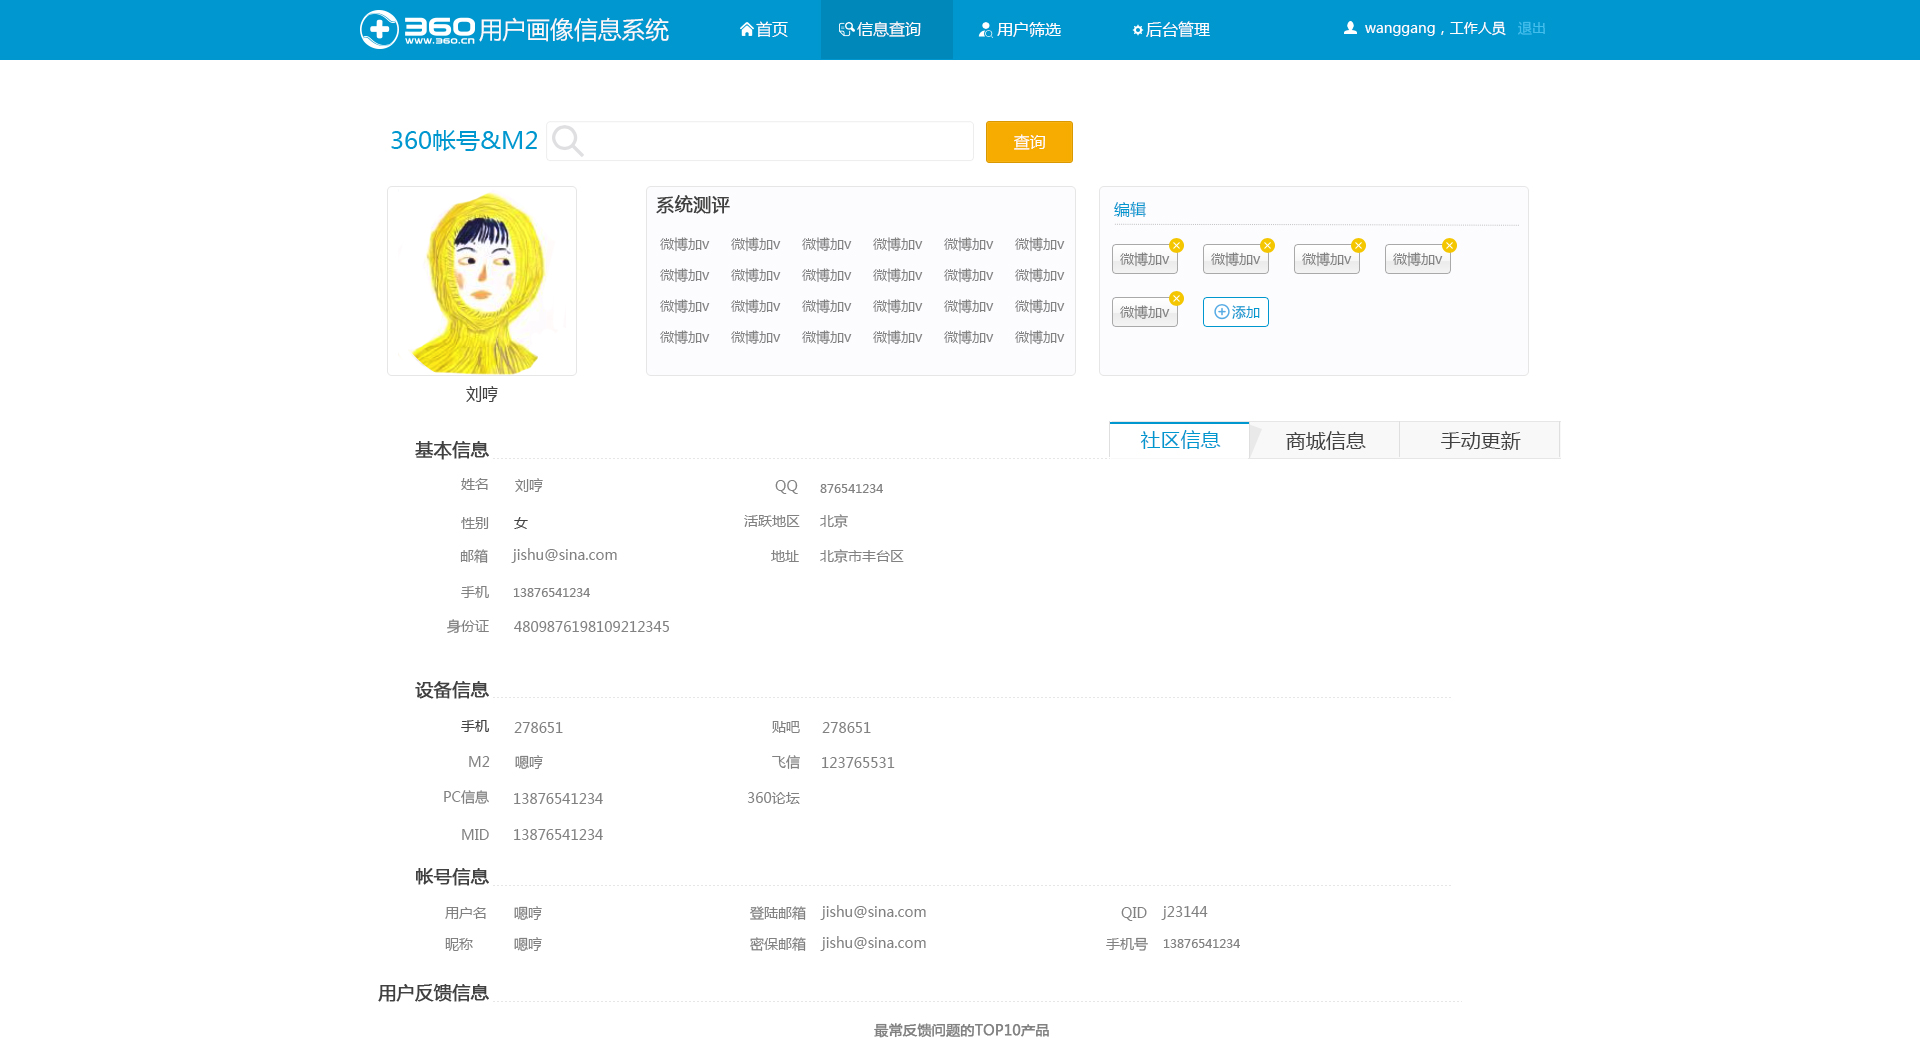 360 用户画像信息系统 首页 信息查询 用户筛选 后台管理 wanggang，工作人员 退出
www.360.cn
360帐号&M2 查询
系统测评
微博加v 微博加v 微博加v 微博加v 微博加v 微博加v
微博加v 微博加v 微博加v 微博加v 微博加v 微博加v
微博加v 微博加v 微博加v 微博加v 微博加v 微博加v
微博加v 微博加v 微博加v 微博加v 微博加v 微博加v
编辑
微博加v 微博加v 微博加v 微博加v
微博加v 添加
刘哼
社区信息 商城信息 手动更新
基本信息
姓名 刘哼 QQ 876541234
性别 女 活跃地区 北京
邮箱 jishu@sina.com 地址 北京市丰台区
手机 13876541234
身份证 4809876198109212345
设备信息
手机 278651 贴吧 278651
M2 嗯哼 飞信 123765531
PC信息 13876541234 360论坛
MID 13876541234
帐号信息
用户名 嗯哼 登陆邮箱 jishu@sina.com QID j23144
昵称 嗯哼 密保邮箱 jishu@sina.com 手机号 13876541234
用户反馈信息
最常反馈问题的TOP10产品